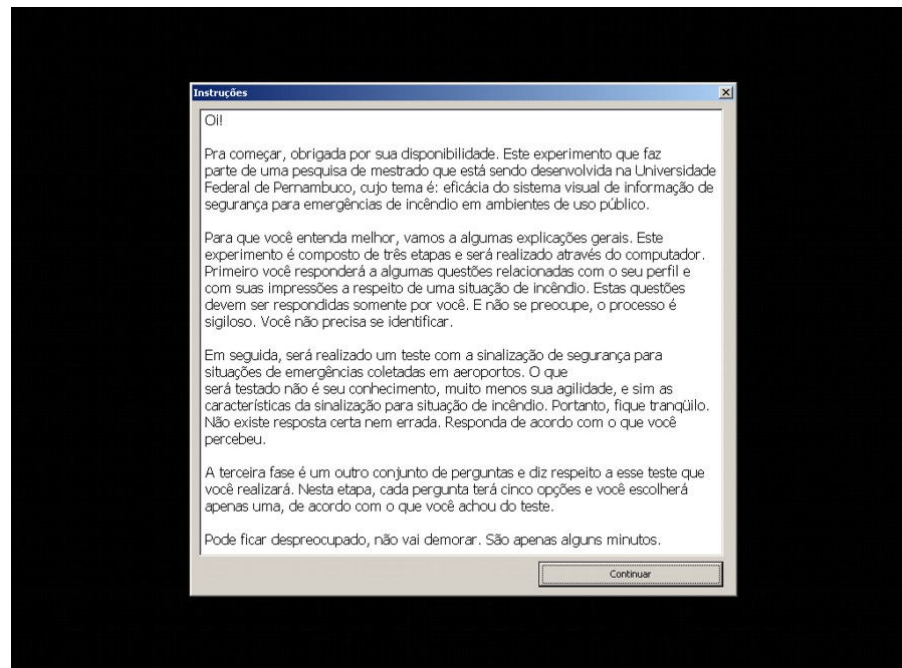 Instruções
Oi!
Pra começar, obrigada por sua disponibilidade. Este experimento que faz
parte de uma pesquisa de mestrado que está sendo desenvolvida na Universidade
Federal de Pernambuco, cujo tema é: eficácia do sistema visual de informação de
segurança para emergências de incêndio em ambientes de uso público.
Para que você entenda melhor, vamos a algumas explicações gerais. Este
experimento é composto de três etapas e será realizado através do computador.
Primeiro você responderá a algumas questões relacionadas com o seu perfil e
com suas impressões a respeito de uma situação de incêndio. Estas questões
devem ser respondidas somente por você. E não se preocupe, o processo é
sigiloso. Você não precisa se identificar.
Em seguida, será realizado um teste com a sinalização de segurança para
situações de emergências coletadas em aeroportos. O que
será testado não é seu conhecimento, muito menos sua agilidade, e sim as
características da sinalização para situação de incêndio. Portanto, fique tranqüilo.
Não existe resposta certa nem errada. Responda de acordo com o que você
percebeu.
A terceira fase é um outro conjunto de perguntas e diz respeito a esse teste que
você realizará. Nesta etapa, cada pergunta terá cinco opções e você escolherá
apenas uma, de acordo com o que você achou do teste.
Pode ficar despreocupado, não vai demorar. São apenas alguns minutos.
Continuar